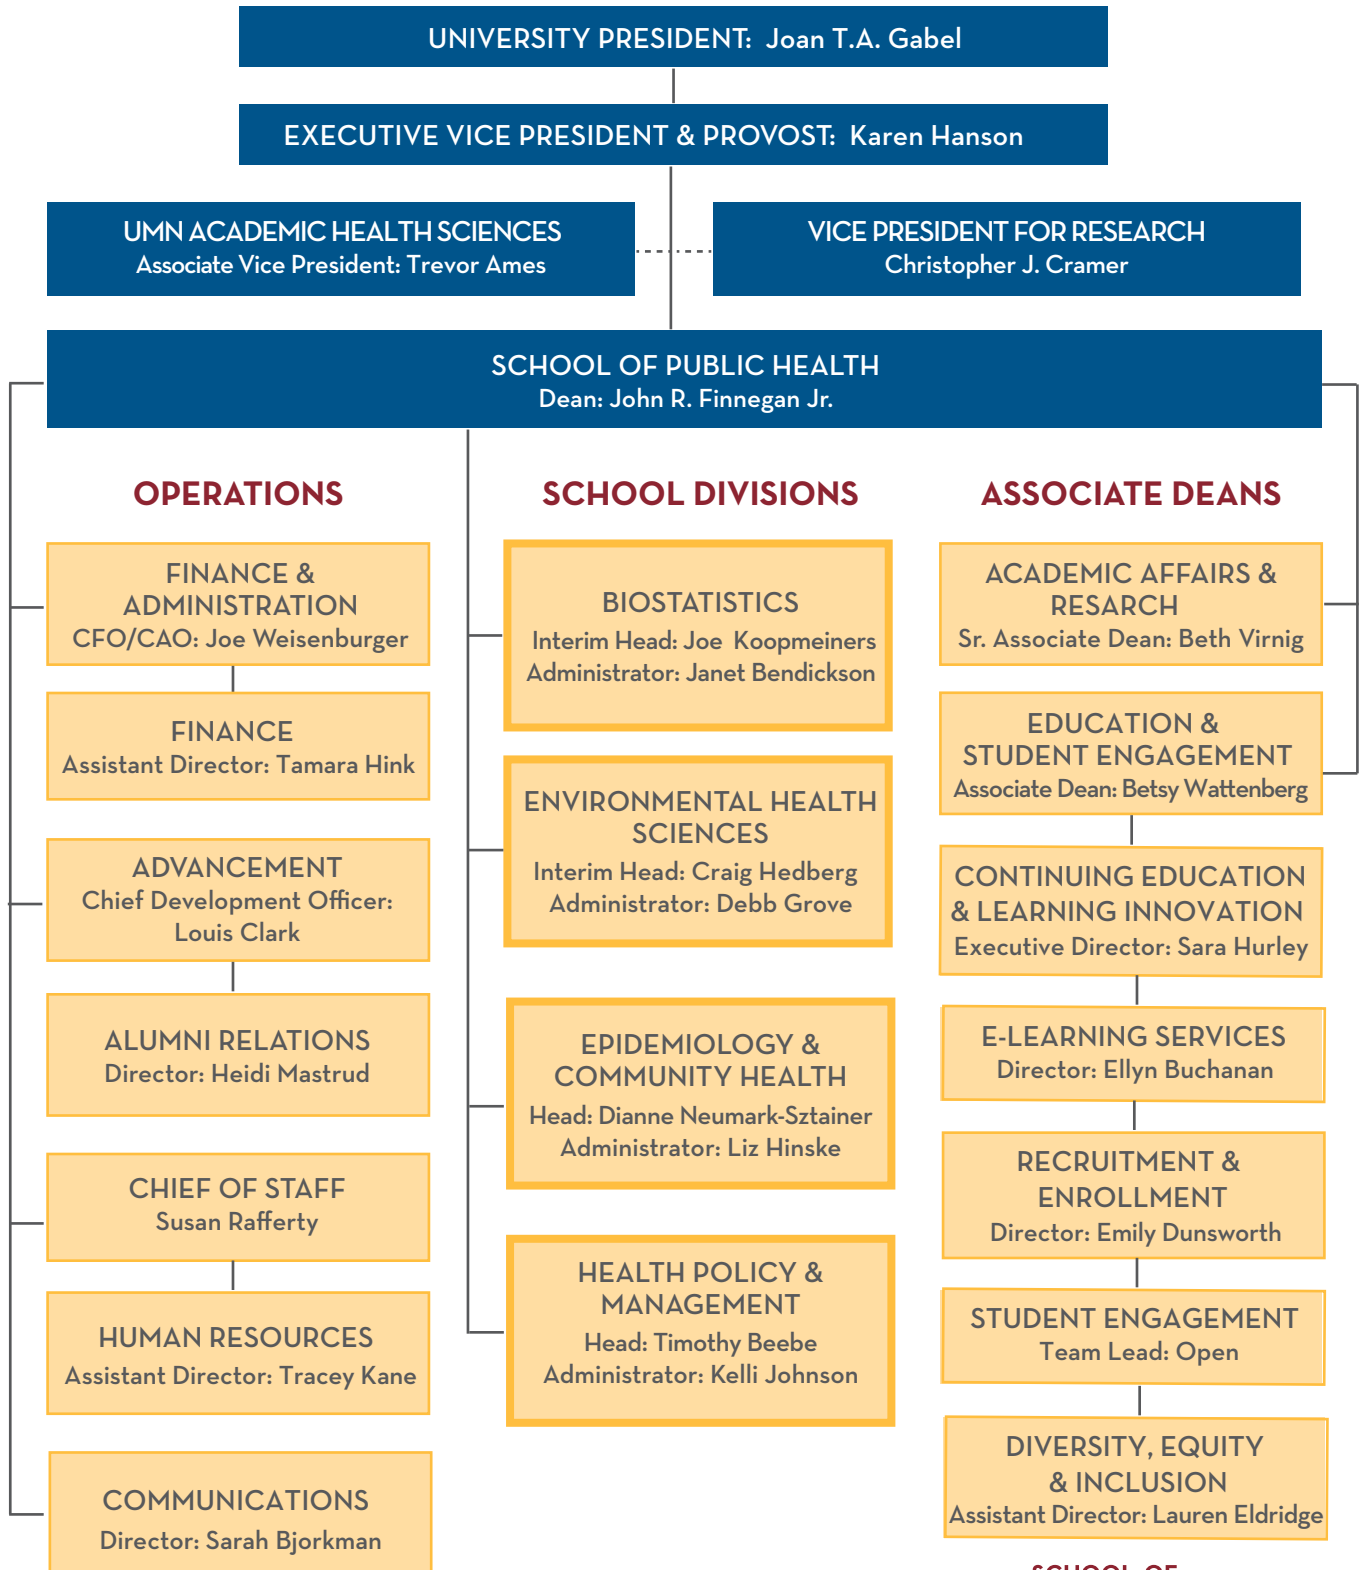 UNIVERSITY PRESIDENT: Joan T.A. Gabel
EXECUTIVE VICE PRESIDENT & PROVOST: Karen Hanson
UMN ACADEMIC HEALTH SCIENCES
Associate Vice President: Trevor Ames
VICE PRESIDENT FOR RESEARCH
Christopher J. Cramer
SCHOOL OF PUBLIC HEALTH
Dean: John R. Finnegan Jr.
OPERATIONS
FINANCE &
ADMINISTRATION
CFO/CAO: Joe Weisenburger
FINANCE
Assistant Director: Tamara Hink
ADVANCEMENT
Chief Development Officer:
Louis Clark
ALUMNI RELATIONS
Director: Heidi Mastrud
CHIEF OF STAFF
Susan Rafferty
HUMAN RESOURCES
Assistant Director: Tracey Kane
COMMUNICATIONS
Director: Sarah Bjorkman
SCHOOL DIVISIONS
BIOSTATISTICS
Interim Head: Joe Koopmeiners
Administrator: Janet Bendickson
ENVIRONMENTAL HEALTH
SCIENCES
Interim Head: Craig Hedberg
Administrator: Debb Grove
EPIDEMIOLOGY &
COMMUNITY HEALTH
Head: Dianne Neumark-Sztainer
Administrator: Liz Hinske
HEALTH POLICY &
MANAGEMENT
Head: Timothy Beebe
Administrator: Kelli Johnson
ASSOCIATE DEANS
ACADEMIC AFFAIRS &
RESARCH
Sr. Associate Dean: Beth Virnig
EDUCATION &
STUDENT ENGAGEMENT
Associate Dean: Betsy Wattenberg
CONTINUING EDUCATION
& LEARNING INNOVATION
Executive Director: Sara Hurley
E-LEARNING SERVICES
Director: Ellyn Buchanan
RECRUITMENT &
ENROLLMENT
Director: Emily Dunsworth
STUDENT ENGAGEMENT
Team Lead: Open
DIVERSITY, EQUITY
& INCLUSION
Assistant Director: Lauren Eldridge
SCHOOL OF